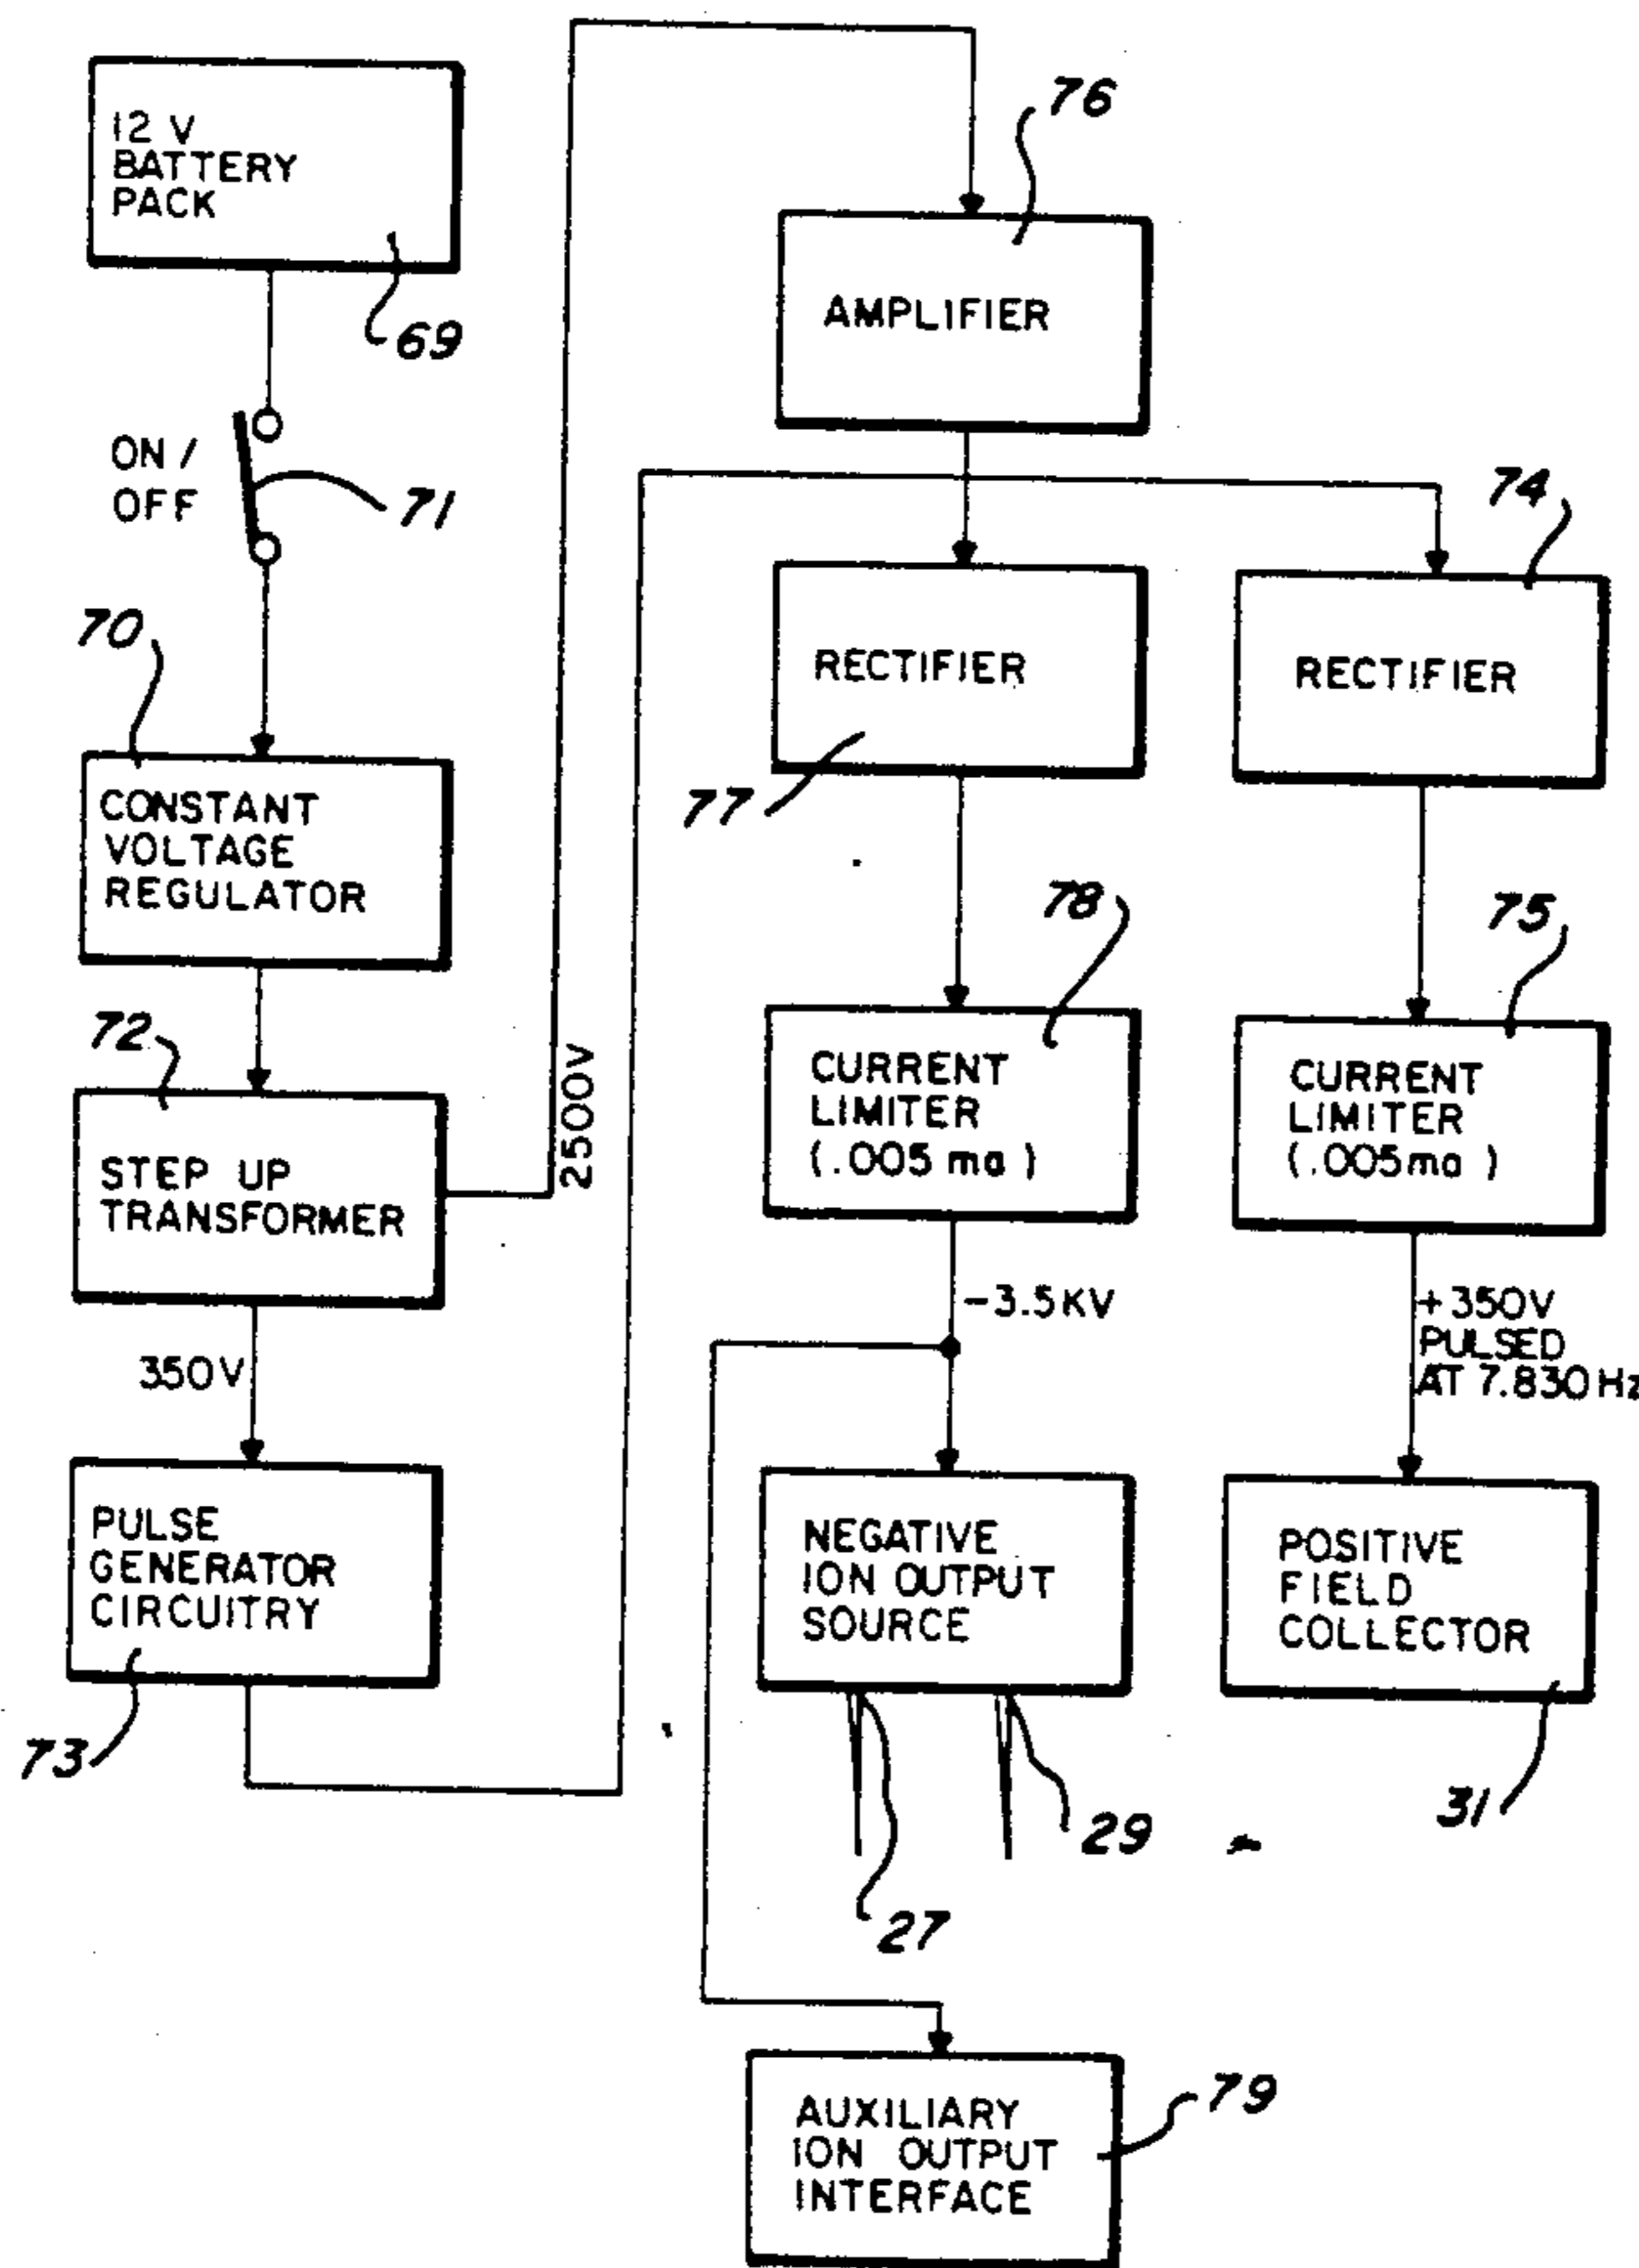 12 V
BATTERY
PACK
69
ON /
OFF
71
70
CONSTANT
VOLTAGE
REGULATOR
72
STEP UP
TRANSFORMER
2500V
350V
PULSE
GENERATOR
CIRCUITRY
73
76
AMPLIFIER
RECTIFIER
77
78
CURRENT
LIMITER
(.005 ma )
-3.5KV
NEGATIVE
ION OUTPUT
SOURCE
27
29
AUXILIARY
ION OUTPUT
INTERFACE
79
74
RECTIFIER
75
CURRENT
LIMITER
(.005ma )
+350V
PULSED
AT 7.830 Hz
POSITIVE
FIELD
COLLECTOR
31